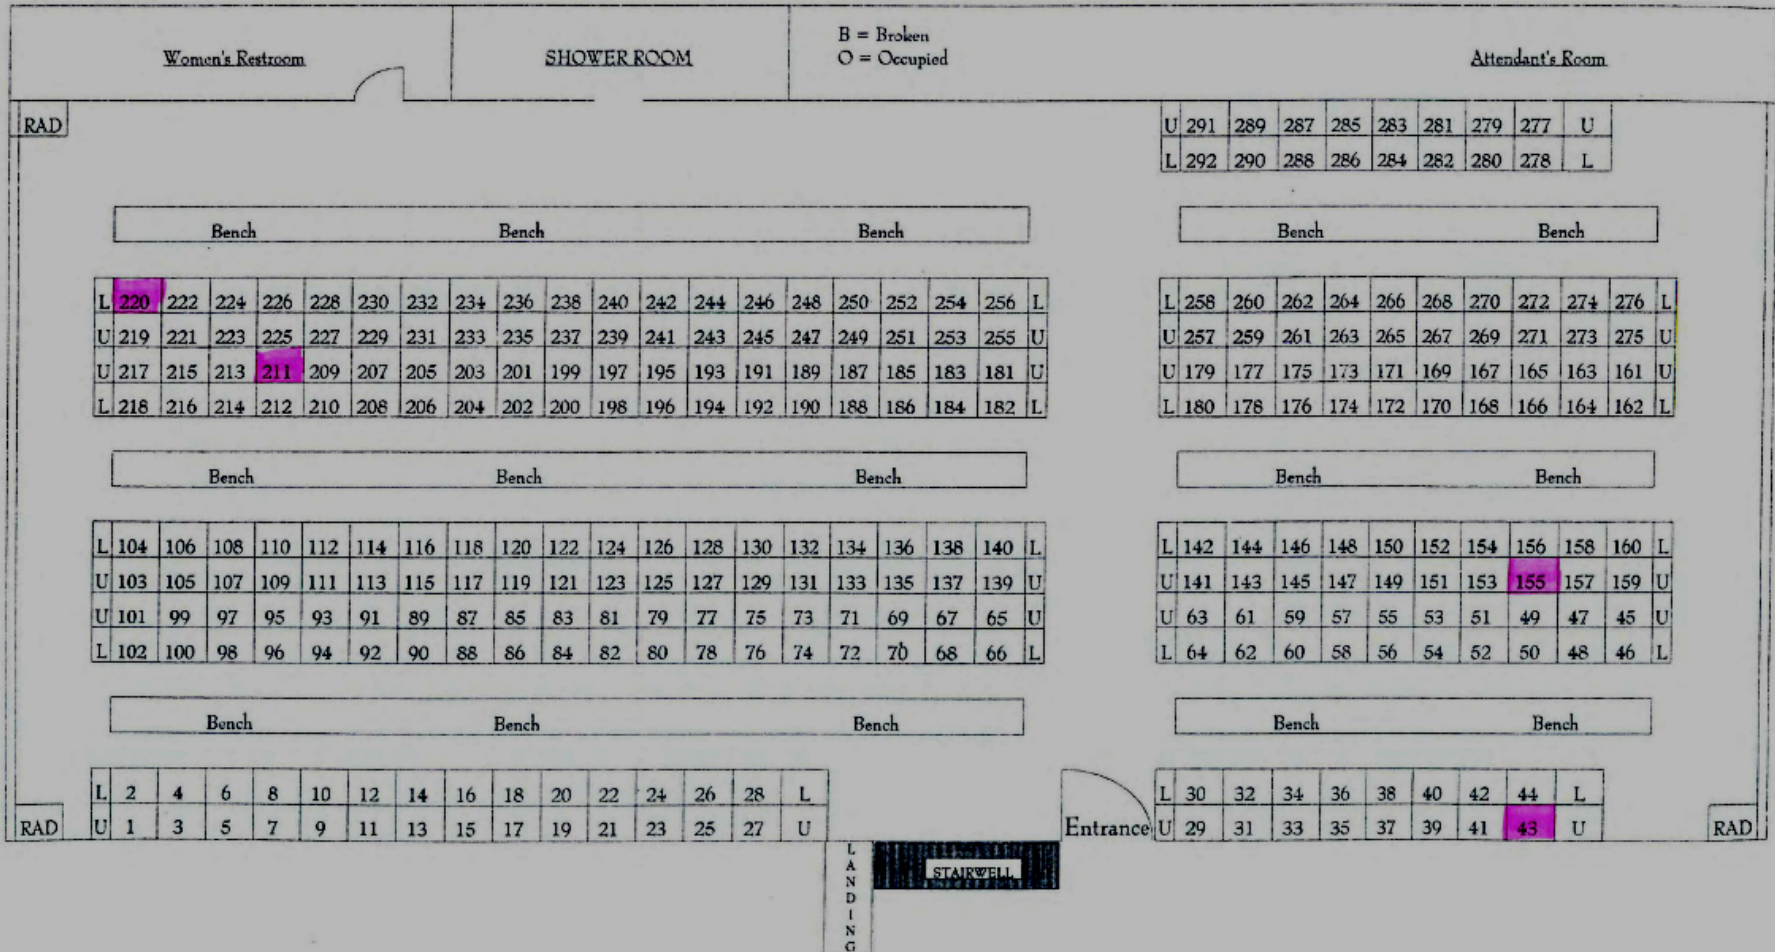 Women's Restroom
SHOWER ROOM
B = Broken
O = Occupied
Attendant's Room
RAD
U 291 289 287 285 283 281 279 277 U
L 292 290 288 286 284 282 280 278 L
Bench Bench Bench Bench Bench
L 220 222 224 226 228 230 232 234 236 238 240 242 244 246 248 250 252 254 256 L L 258 260 262 264 266 268 270 272 274 276 L
U 219 221 223 225 227 229 231 233 235 237 239 241 243 245 247 249 251 253 255 U U 257 259 261 263 265 267 269 271 273 275 U
U 217 215 213 211 209 207 205 203 201 199 197 195 193 191 189 187 185 183 181 U U 179 177 175 173 171 169 167 165 163 161 U
L 218 216 214 212 210 208 206 204 202 200 198 196 194 192 190 188 186 184 182 L L 180 178 176 174 172 170 168 166 164 162 L
Bench Bench Bench Bench Bench
L 104 106 108 110 112 114 116 118 120 122 124 126 128 130 132 134 136 138 140 L L 142 144 146 148 150 152 154 156 158 160 L
U 103 105 107 109 111 113 115 117 119 121 123 125 127 129 131 133 135 137 139 U U 141 143 145 147 149 151 153 155 157 159 U
U 101 99 97 95 93 91 89 87 85 83 81 79 77 75 73 71 69 67 65 U U 63 61 59 57 55 53 51 49 47 45 U
L 102 100 98 96 94 92 90 88 86 84 82 80 78 76 74 72 70 68 66 L L 64 62 60 58 56 54 52 50 48 46 L
Bench Bench Bench Bench Bench
L 2 4 6 8 10 12 14 16 18 20 22 24 26 28 L L 30 32 34 36 38 40 42 44 L
RAD U 1 3 5 7 9 11 13 15 17 19 21 23 25 27 U Entrance U 29 31 33 35 37 39 41 43 U RAD
LANDING
STAIRWELL